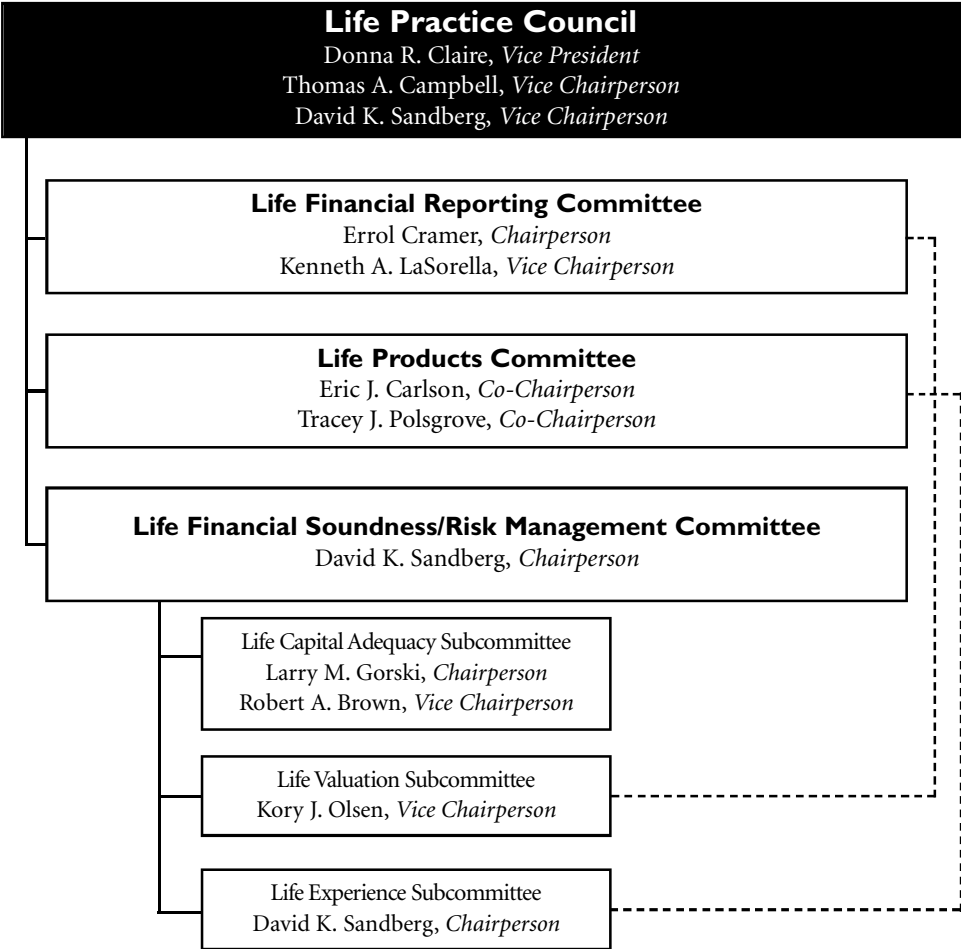 Life Practice Council
Donna R. Claire, Vice President
Thomas A. Campbell, Vice Chairperson
David K. Sandberg, Vice Chairperson
Life Financial Reporting Committee
Errol Cramer, Chairperson
Kenneth A. LaSorella, Vice Chairperson
Life Products Committee
Eric J. Carlson, Co-Chairperson
Tracey J. Polsgrove, Co-Chairperson
Life Financial Soundness/Risk Management Committee
David K. Sandberg, Chairperson
Life Capital Adequacy Subcommittee
Larry M. Gorski, Chairperson
Robert A. Brown, Vice Chairperson
Life Valuation Subcommittee
Kory J. Olsen, Vice Chairperson
Life Experience Subcommittee
David K. Sandberg, Chairperson